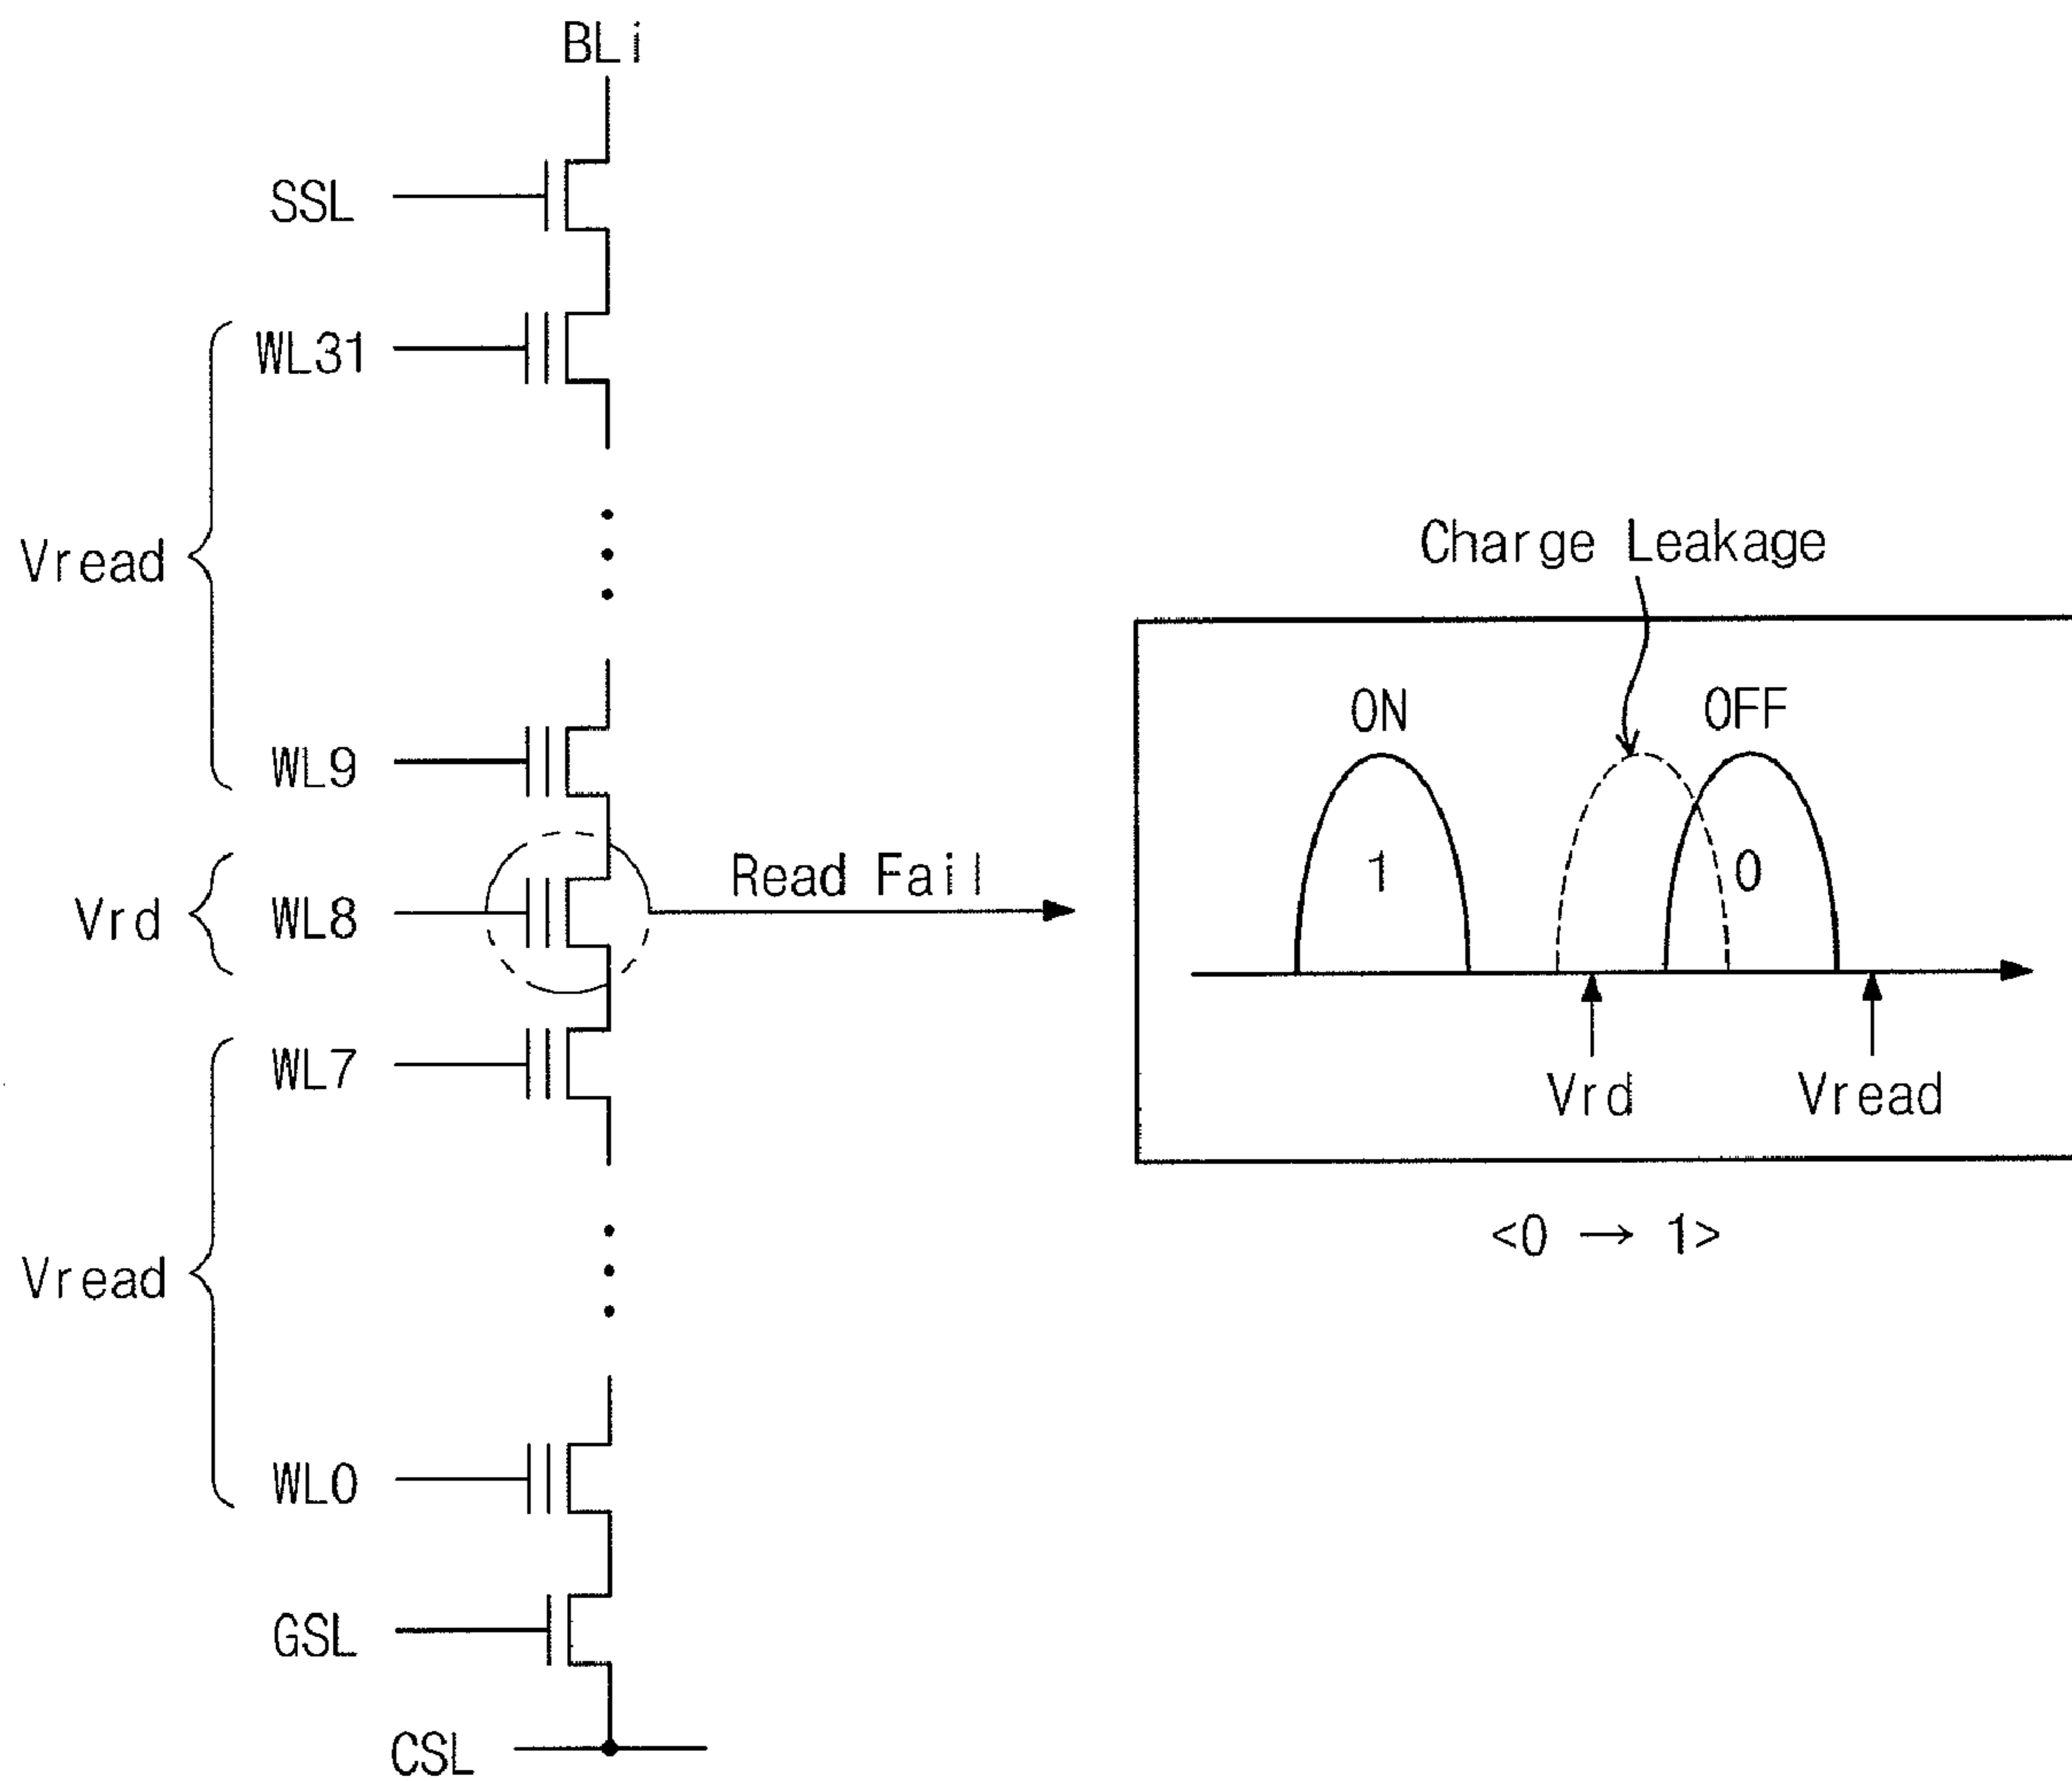 BLi
SSL
WL31
Vread
WL9
Vrd
WL8
Read Fail
WL7
Vread
WL0
GSL
CSL
Charge Leakage
ON
OFF
1
0
Vrd
Vread
<0 → 1>